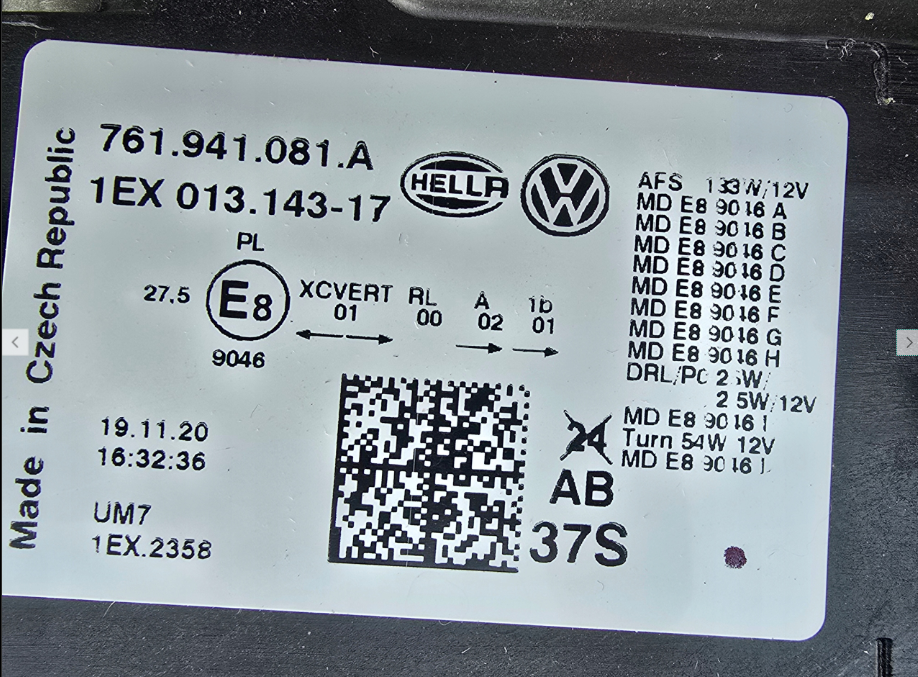 Made in Czech Republic
761.941.081.A
1EX 013.143-17
HELLA
PL
27.5
E8
9046
XCVERT RL A 1b
01 00 02 01
19.11.20
16:32:36
UM7
1EX.2358
24
AB
37S
AFS 133W/12V
MD E8 9046 A
MD E8 9046 B
MD E8 9046 C
MD E8 9046 D
MD E8 9046 E
MD E8 9046 F
MD E8 9046 G
MD E8 9046 H
DRL/PO
W/12V
MD E8 9046 I
Turn 54W 12V
MD E8 9046